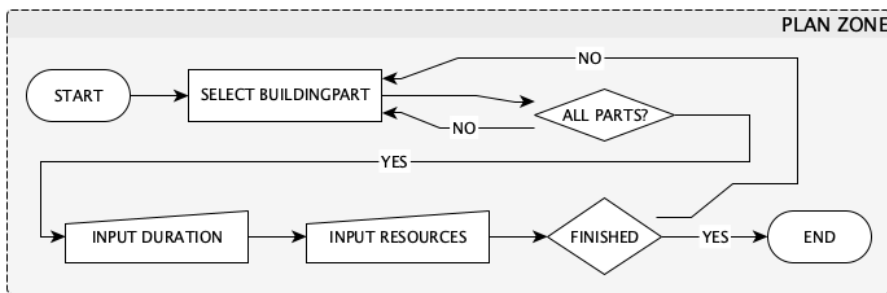 PLAN ZONE
NO
START
SELECT BUILDINGPART
ALL PARTS?
NO
YES
INPUT DURATION
INPUT RESOURCES
FINISHED
YES
END